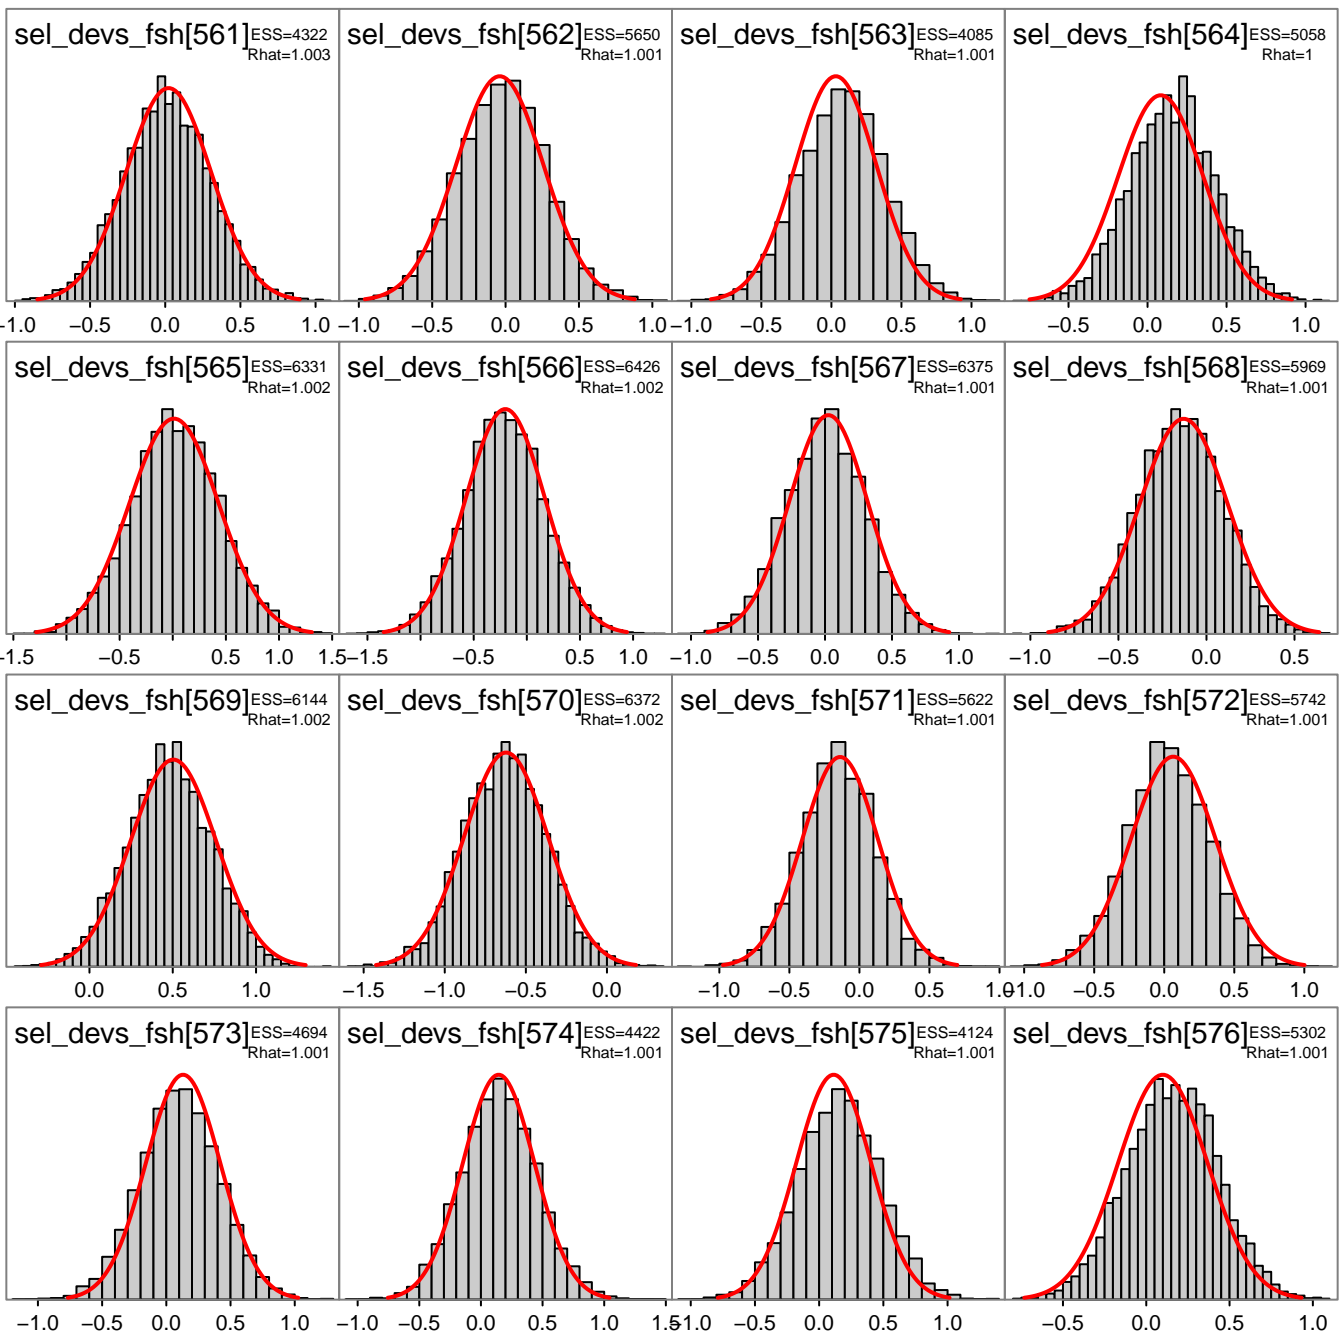 sel_devs_fsh[561] ESS=4322
Rhat=1.003
sel_devs_fsh[562] ESS=5650
Rhat=1.001
sel_devs_fsh[563] ESS=4085
Rhat=1.001
sel_devs_fsh[564] ESS=5058
Rhat=1
−1.0 −0.5 0.0 0.5 1.0
−1.0 −0.5 0.0 0.5 1.0
−1.0 −0.5 0.0 0.5 1.0
−0.5 0.0 0.5 1.0
sel_devs_fsh[565] ESS=6331
Rhat=1.002
sel_devs_fsh[566] ESS=6426
Rhat=1.002
sel_devs_fsh[567] ESS=6375
Rhat=1.001
sel_devs_fsh[568] ESS=5969
Rhat=1.001
−1.5 −0.5 0.5 1.5
−1.5 −0.5 0.0 1.0
−1.0 −0.5 0.0 0.5 1.0
−1.0 −0.5 0.0 0.5
sel_devs_fsh[569] ESS=6144
Rhat=1.002
sel_devs_fsh[570] ESS=6372
Rhat=1.002
sel_devs_fsh[571] ESS=5622
Rhat=1.001
sel_devs_fsh[572] ESS=5742
Rhat=1.001
0.0 0.5 1.0
−1.5 −1.0 −0.5 0.0
−1.0 −0.5 0.0 0.5 1.0
−1.0 −0.5 0.0 0.5 1.0
sel_devs_fsh[573] ESS=4694
Rhat=1.001
sel_devs_fsh[574] ESS=4422
Rhat=1.001
sel_devs_fsh[575] ESS=4124
Rhat=1.001
sel_devs_fsh[576] ESS=5302
Rhat=1.001
−1.0 −0.5 0.0 0.5 1.0
−1.0 −0.5 0.0 0.5 1.0 1.5
−1.0 −0.5 0.0 0.5 1.0
−0.5 0.0 0.5 1.0